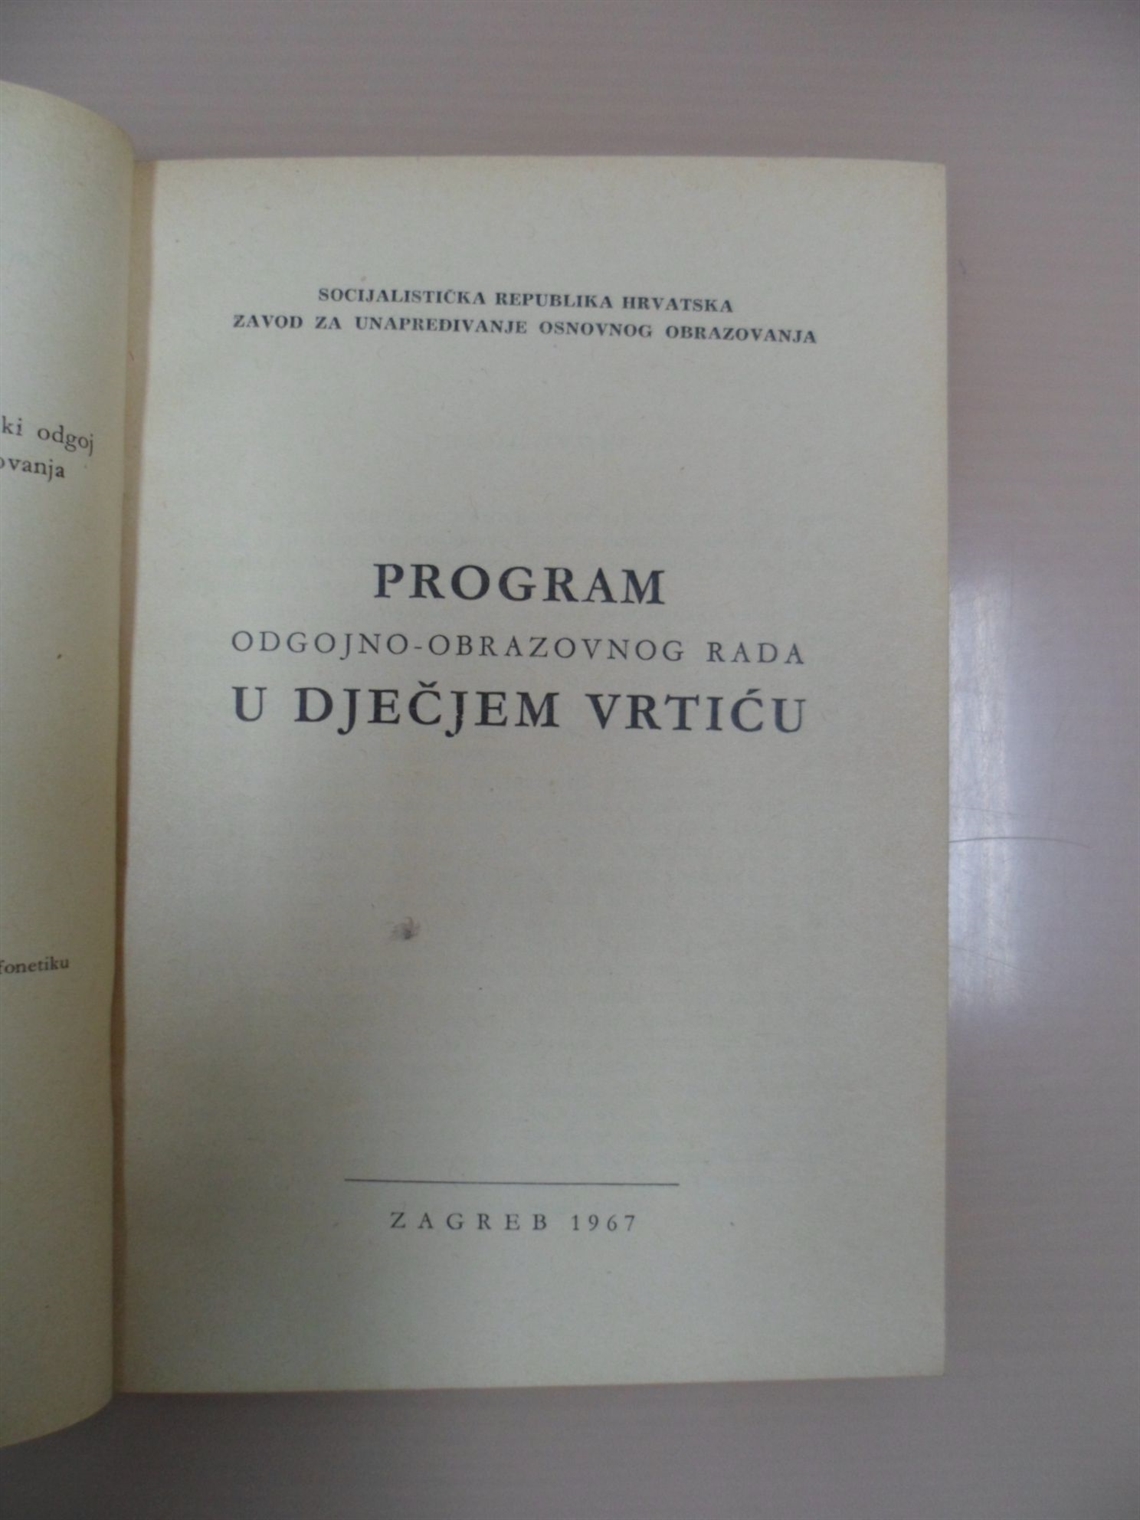 ki odgoj
ovanja
fonetiku
SOCIJALISTIČKA REPUBLIKA HRVATSKA
ZAVOD ZA UNAPREĐIVANJE OSNOVNOG OBRAZOVANJA
PROGRAM
ODGOJNO-OBRAZOVNOG RADA
U DJEČJEM VRTIĆU
ZAGREB 1967